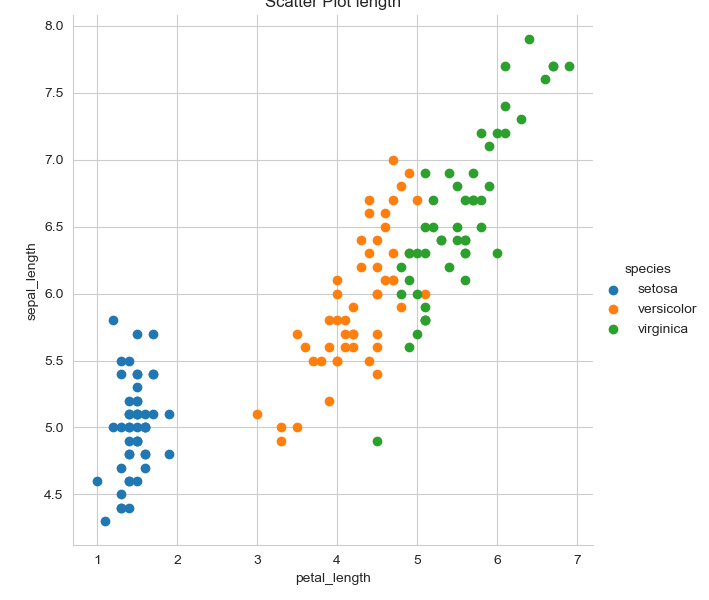 Scatter Plot length
8.0
7.5
7.0
6.5
6.0
5.5
5.0
4.5
sepal_length
1 2 3 4 5 6 7
petal_length
species
setosa
versicolor
virginica